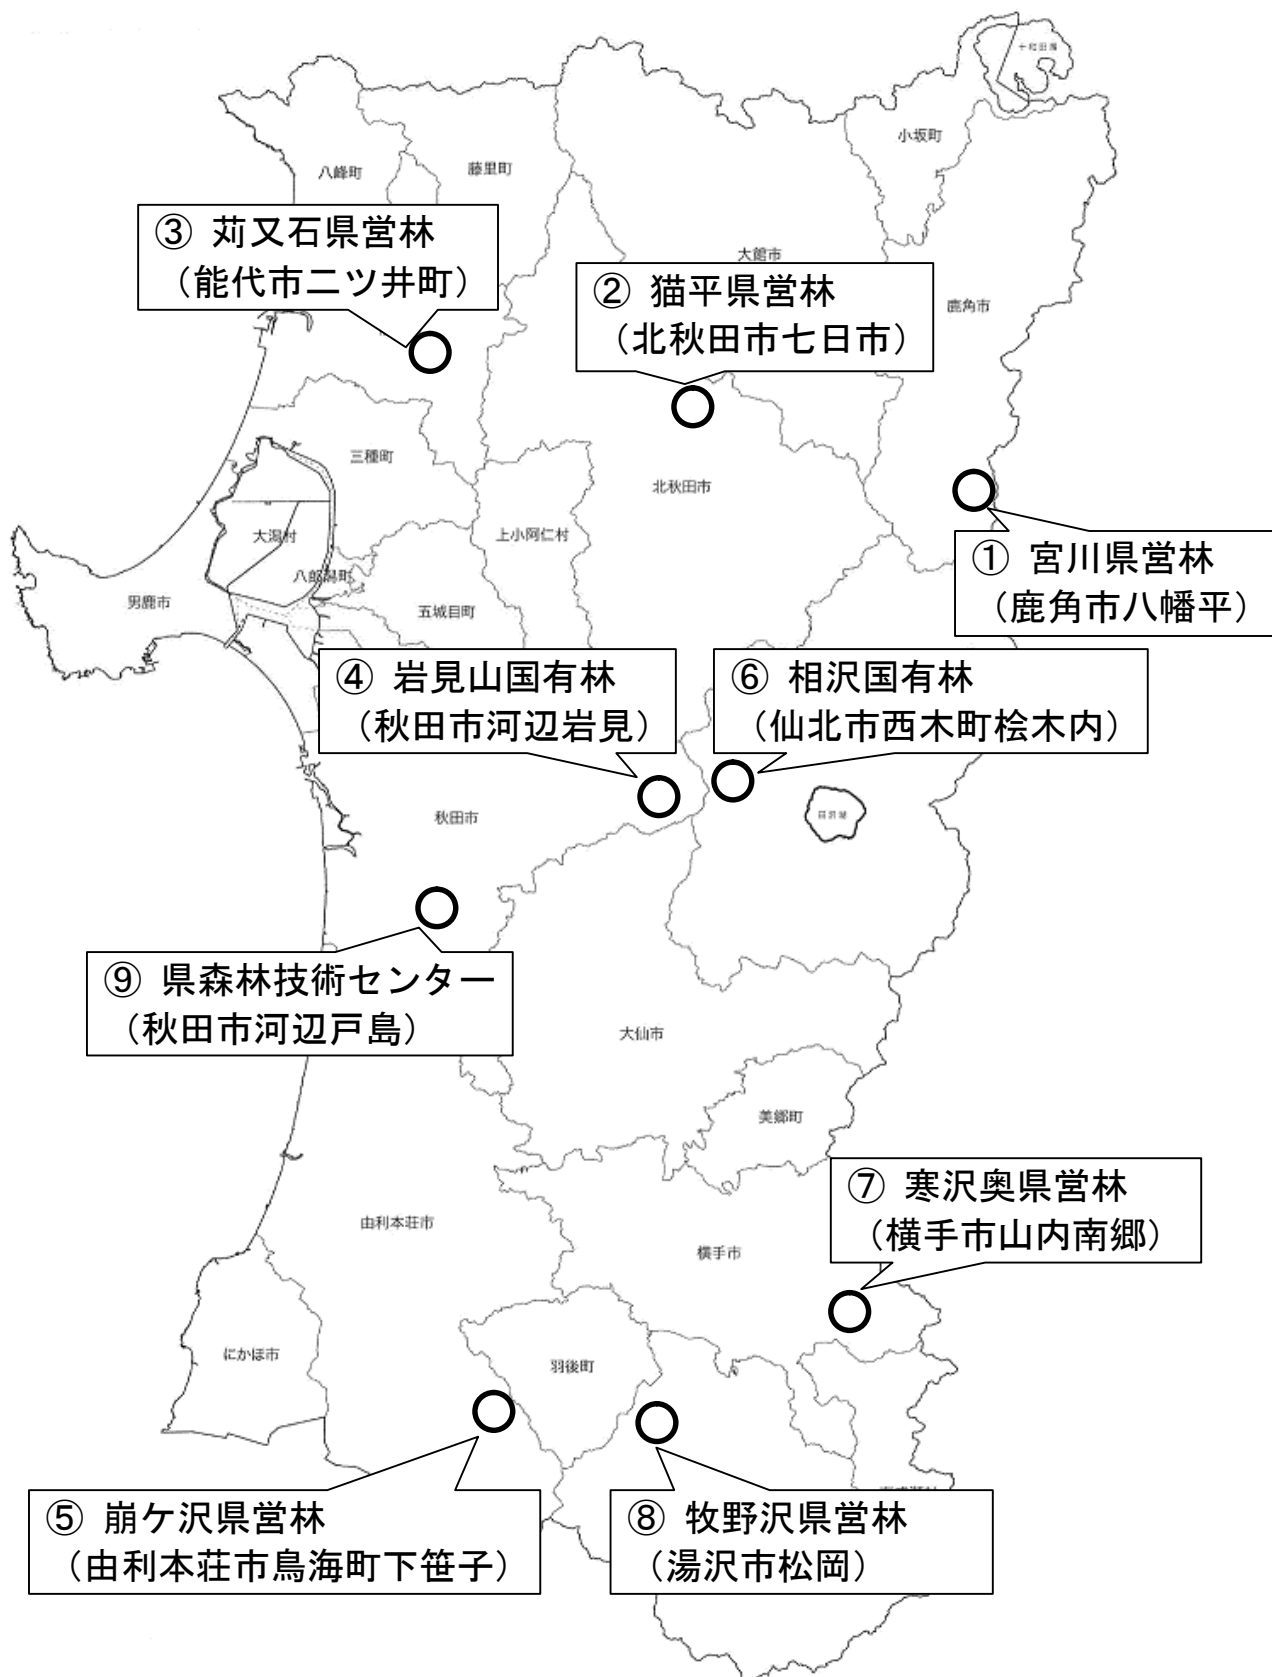 十和田湖
小坂町
八峰町
藤里町
③ 苅又石県営林
（能代市二ツ井町）
大館市
② 猫平県営林
（北秋田市七日市）
鹿角市
三種町
北秋田市
大潟村
上小阿仁村
① 宮川県営林
（鹿角市八幡平）
八郎潟町
男鹿市
五城目町
④ 岩見山国有林
（秋田市河辺岩見）
⑥ 相沢国有林
（仙北市西木町桧木内）
秋田市
田沢湖
⑨ 県森林技術センター
（秋田市河辺戸島）
大仙市
美郷町
⑦ 寒沢奥県営林
（横手市山内南郷）
由利本荘市
横手市
にかほ市
羽後町
⑤ 崩ケ沢県営林
（由利本荘市鳥海町下笹子）
⑧ 牧野沢県営林
（湯沢市松岡）